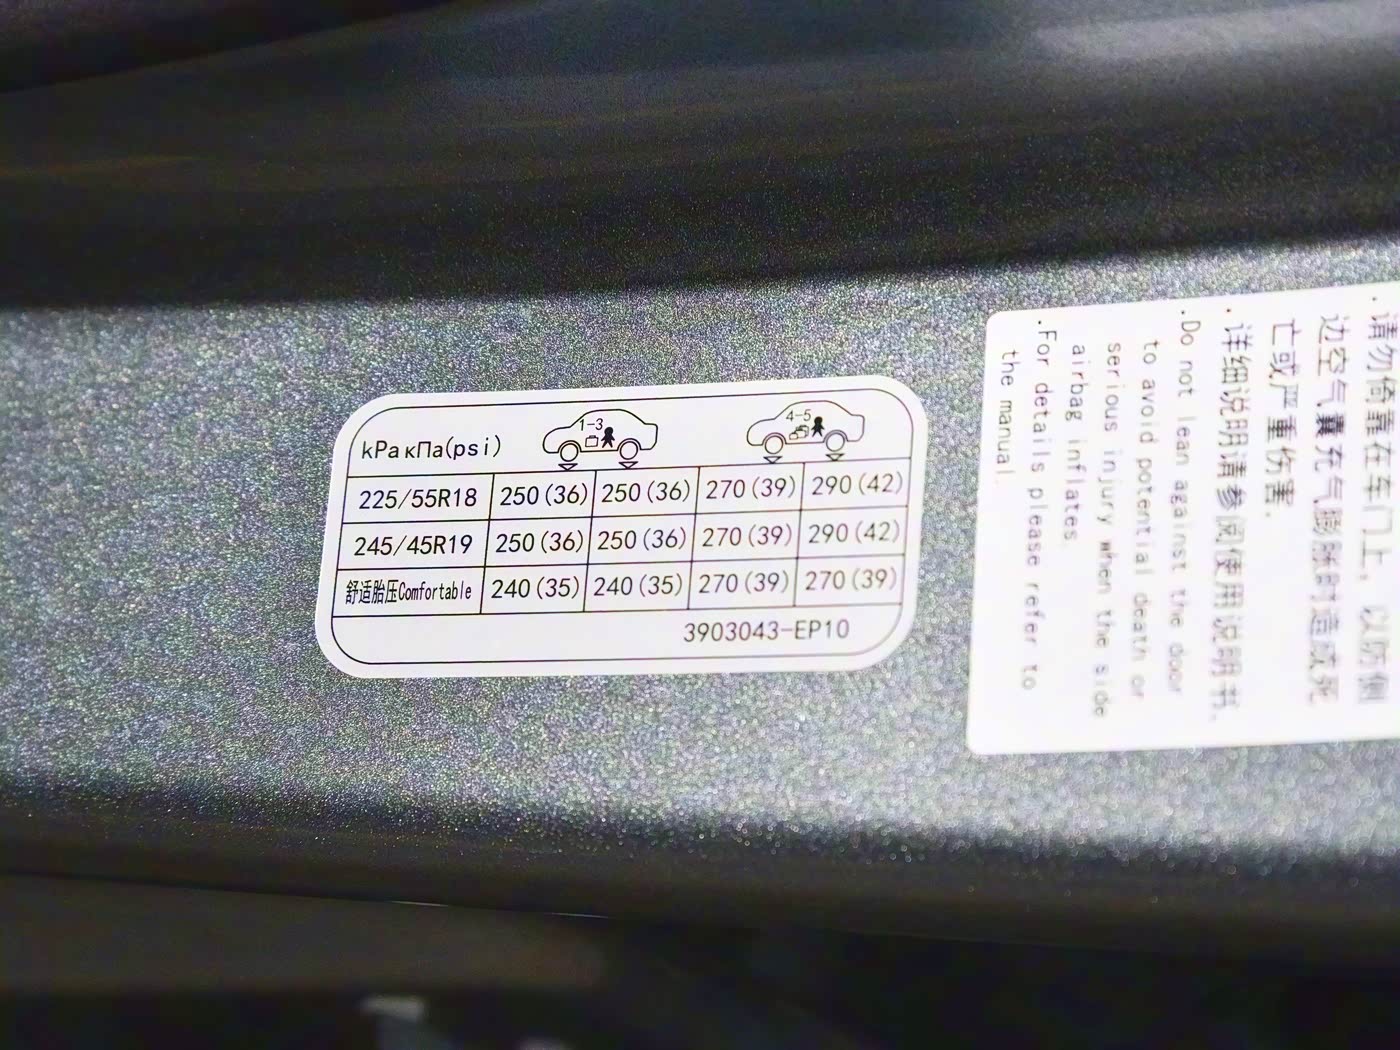 kPa кПа(psi) 1-3 4-5
225/55R18 250(36) 250(36) 270(39) 290(42)
245/45R19 250(36) 250(36) 270(39) 290(42)
舒适胎压Comfortable 240(35) 240(35) 270(39) 270(39)
3903043-EP10
·请勿倚靠在车门上，以防侧
边空气囊充气膨胀时造成死
亡或严重伤害.
·详细说明请参阅使用说明书.
·Do not lean against the door
to avoid potential death or
serious injury when the side
airbag inflates.
·For details please refer to
the manual.